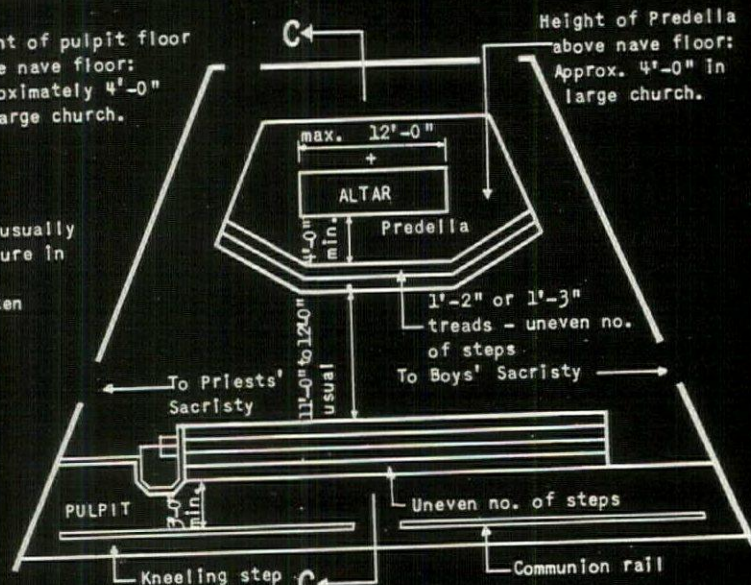 nt of pulpit floor
e nave floor:
oximately 4'-0"
arge church.
C
Height of Predella
above nave floor:
Approx. 4'-0" in
large church.
max. 12'-0"
+
ALTAR
Predella
4'-0"
min.
usually
ure in
en
1'-2" or 1'-3"
treads - uneven no.
of steps
11'-0" to 12'-0"
usual
To Priests'
Sacristy
To Boys' Sacristy
PULPIT
3'-0"
min.
Uneven no. of steps
Kneeling step
C
Communion rail